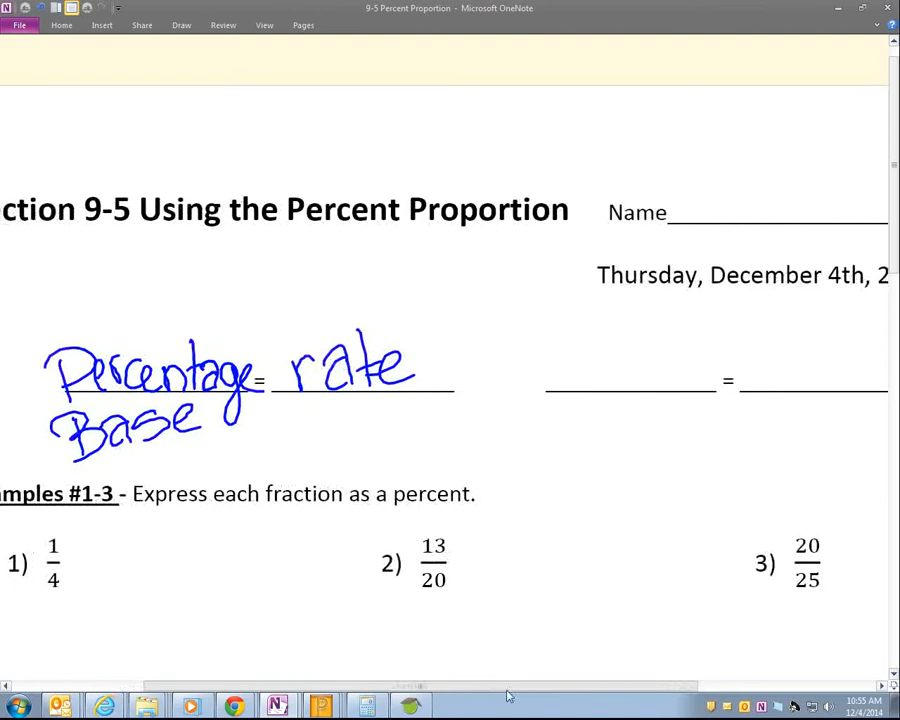 9-5 Percent Proportion - Microsoft OneNote
File Home Insert Share Draw Review View Pages
ction 9-5 Using the Percent Proportion Name
Thursday, December 4th, 2
Percentage = rate =
Base
amples #1-3 - Express each fraction as a percent.
1) 1/4 2) 13/20 3) 20/25
10:55 AM
12/4/2014